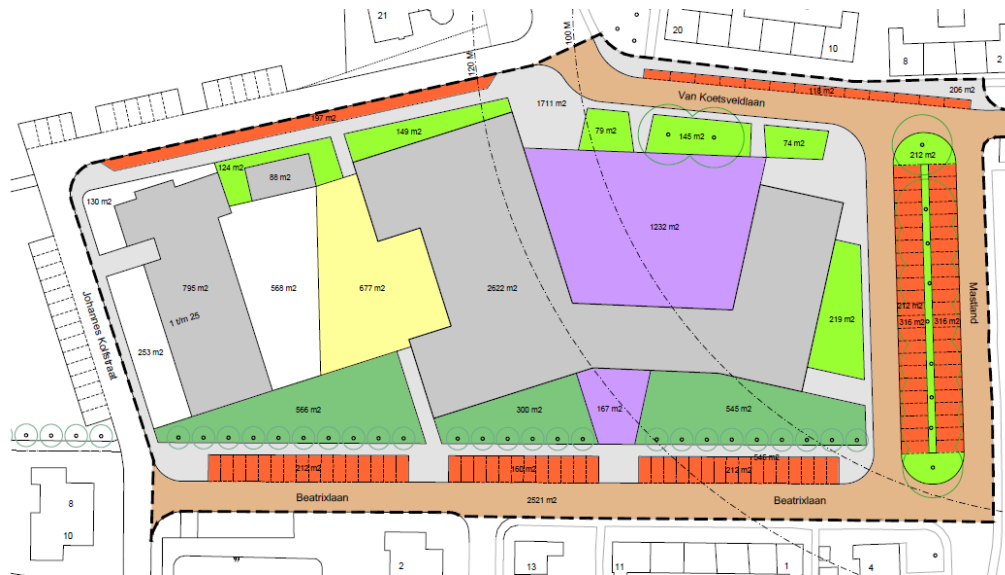 21
120 M
100 M
20
10
8
2
Van Koetsveldlaan
118 m2
206 m2
197 m2
1711 m2
149 m2
79 m2
145 m2
74 m2
124 m2
88 m2
212 m2
130 m2
1232 m2
795 m2
568 m2
677 m2
2622 m2
1 t/m 25
Johannes Kolfstraat
253 m2
219 m2
212 m2
316 m2
316 m2
Mastland
566 m2
300 m2
167 m2
545 m2
545 m2
212 m2
160 m2
212 m2
Beatrixlaan
2521 m2
Beatrixlaan
8
10
2
13
11
1
4